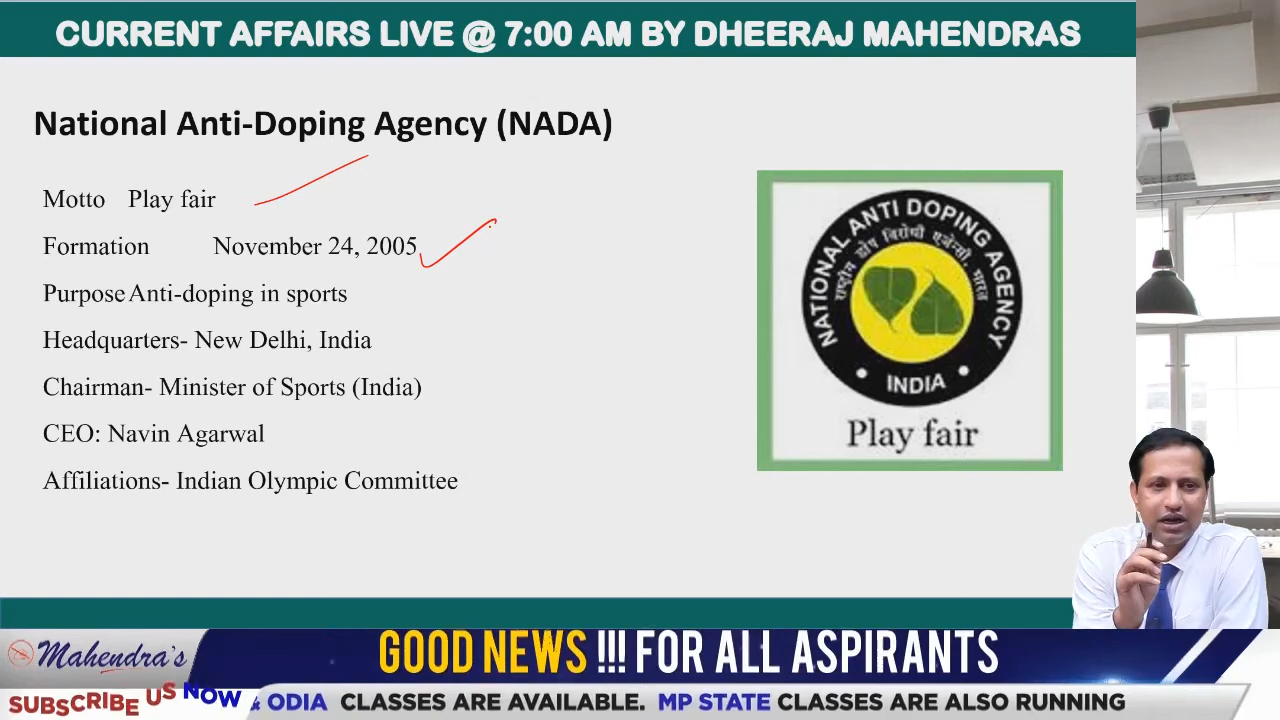 CURRENT AFFAIRS LIVE @ 7:00 AM BY DHEERAJ MAHENDRAS
National Anti-Doping Agency (NADA)
Motto Play fair
Formation November 24, 2005
Purpose Anti-doping in sports
Headquarters- New Delhi, India
Chairman- Minister of Sports (India)
CEO: Navin Agarwal
Affiliations- Indian Olympic Committee
NATIONAL ANTI DOPING AGENCY
राष्ट्रीय डोप विरोधी एजेन्सी, भारत
• INDIA •
Play fair
Mahendra's
GOOD NEWS !!! FOR ALL ASPIRANTS
SUBSCRIBE US NOW
& ODIA CLASSES ARE AVAILABLE. MP STATE CLASSES ARE ALSO RUNNING